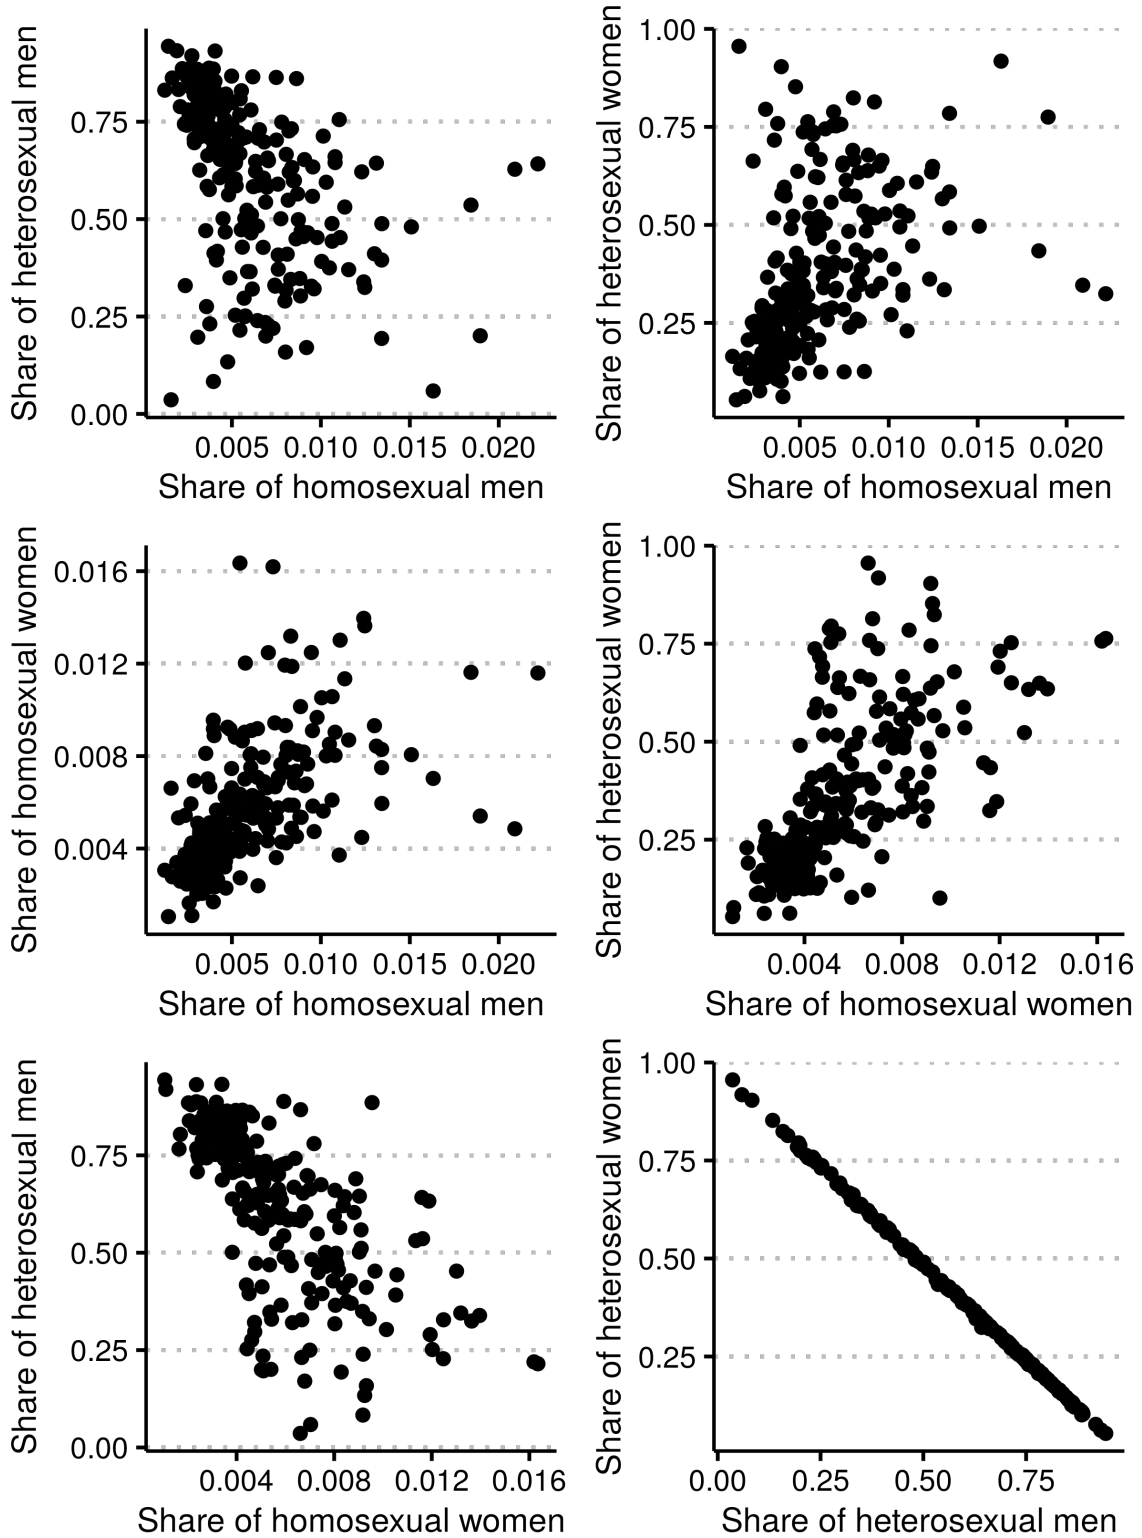 Share of heterosexual men
0.75
0.50
0.25
0.00
0.005 0.010 0.015 0.020
Share of homosexual men
Share of heterosexual women
1.00
0.75
0.50
0.25
0.005 0.010 0.015 0.020
Share of homosexual men
Share of homosexual women
0.016
0.012
0.008
0.004
0.005 0.010 0.015 0.020
Share of homosexual men
Share of heterosexual women
1.00
0.75
0.50
0.25
0.004 0.008 0.012 0.016
Share of homosexual women
Share of heterosexual men
0.75
0.50
0.25
0.00
0.004 0.008 0.012 0.016
Share of homosexual women
Share of heterosexual women
1.00
0.75
0.50
0.25
0.00 0.25 0.50 0.75
Share of heterosexual men